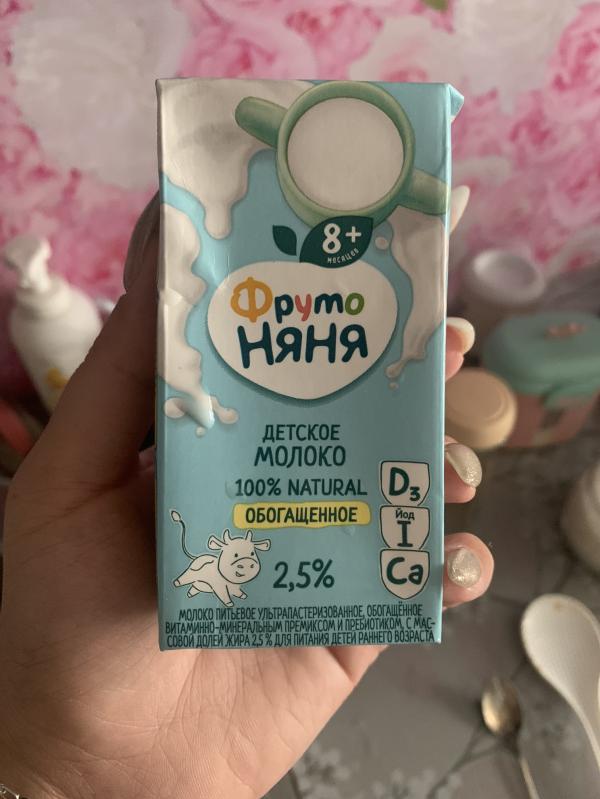 8+
месяцев
Фруто
НЯНЯ
ДЕТСКОЕ
МОЛОКО
100% NATURAL
ОБОГАЩЕННОЕ
2,5%
D₃
Йод
I
Ca
МОЛОКО ПИТЬЕВОЕ УЛЬТРАПАСТЕРИЗОВАННОЕ, ОБОГАЩЁННОЕ
ВИТАМИННО-МИНЕРАЛЬНЫМ ПРЕМИКСОМ И ПРЕБИОТИКОМ, С МАС-
СОВОЙ ДОЛЕЙ ЖИРА 2,5 % ДЛЯ ПИТАНИЯ ДЕТЕЙ РАННЕГО ВОЗРАСТА